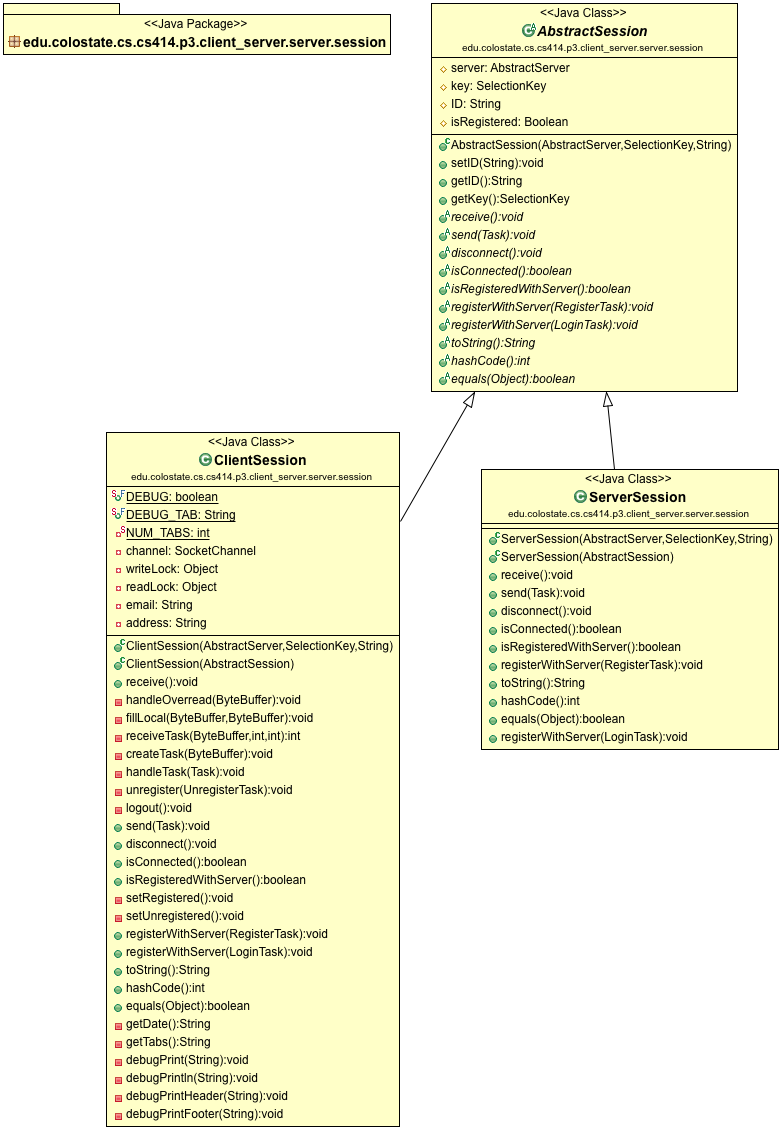 <<Java Package>>
edu.colostate.cs.cs414.p3.client_server.server.session
<<Java Class>>
AbstractSession
edu.colostate.cs.cs414.p3.client_server.server.session
server: AbstractServer
key: SelectionKey
ID: String
isRegistered: Boolean
AbstractSession(AbstractServer,SelectionKey,String)
setID(String):void
getID():String
getKey():SelectionKey
receive():void
send(Task):void
disconnect():void
isConnected():boolean
isRegisteredWithServer():boolean
registerWithServer(RegisterTask):void
registerWithServer(LoginTask):void
toString():String
hashCode():int
equals(Object):boolean
<<Java Class>>
ClientSession
edu.colostate.cs.cs414.p3.client_server.server.session
DEBUG: boolean
DEBUG_TAB: String
NUM_TABS: int
channel: SocketChannel
writeLock: Object
readLock: Object
email: String
address: String
ClientSession(AbstractServer,SelectionKey,String)
ClientSession(AbstractSession)
receive():void
handleOverread(ByteBuffer):void
fillLocal(ByteBuffer,ByteBuffer):void
receiveTask(ByteBuffer,int,int):int
createTask(ByteBuffer):void
handleTask(Task):void
unregister(UnregisterTask):void
logout():void
send(Task):void
disconnect():void
isConnected():boolean
isRegisteredWithServer():boolean
setRegistered():void
setUnregistered():void
registerWithServer(RegisterTask):void
registerWithServer(LoginTask):void
toString():String
hashCode():int
equals(Object):boolean
getDate():String
getTabs():String
debugPrint(String):void
debugPrintln(String):void
debugPrintHeader(String):void
debugPrintFooter(String):void
<<Java Class>>
ServerSession
edu.colostate.cs.cs414.p3.client_server.server.session
ServerSession(AbstractServer,SelectionKey,String)
ServerSession(AbstractSession)
receive():void
send(Task):void
disconnect():void
isConnected():boolean
isRegisteredWithServer():boolean
registerWithServer(RegisterTask):void
toString():String
hashCode():int
equals(Object):boolean
registerWithServer(LoginTask):void